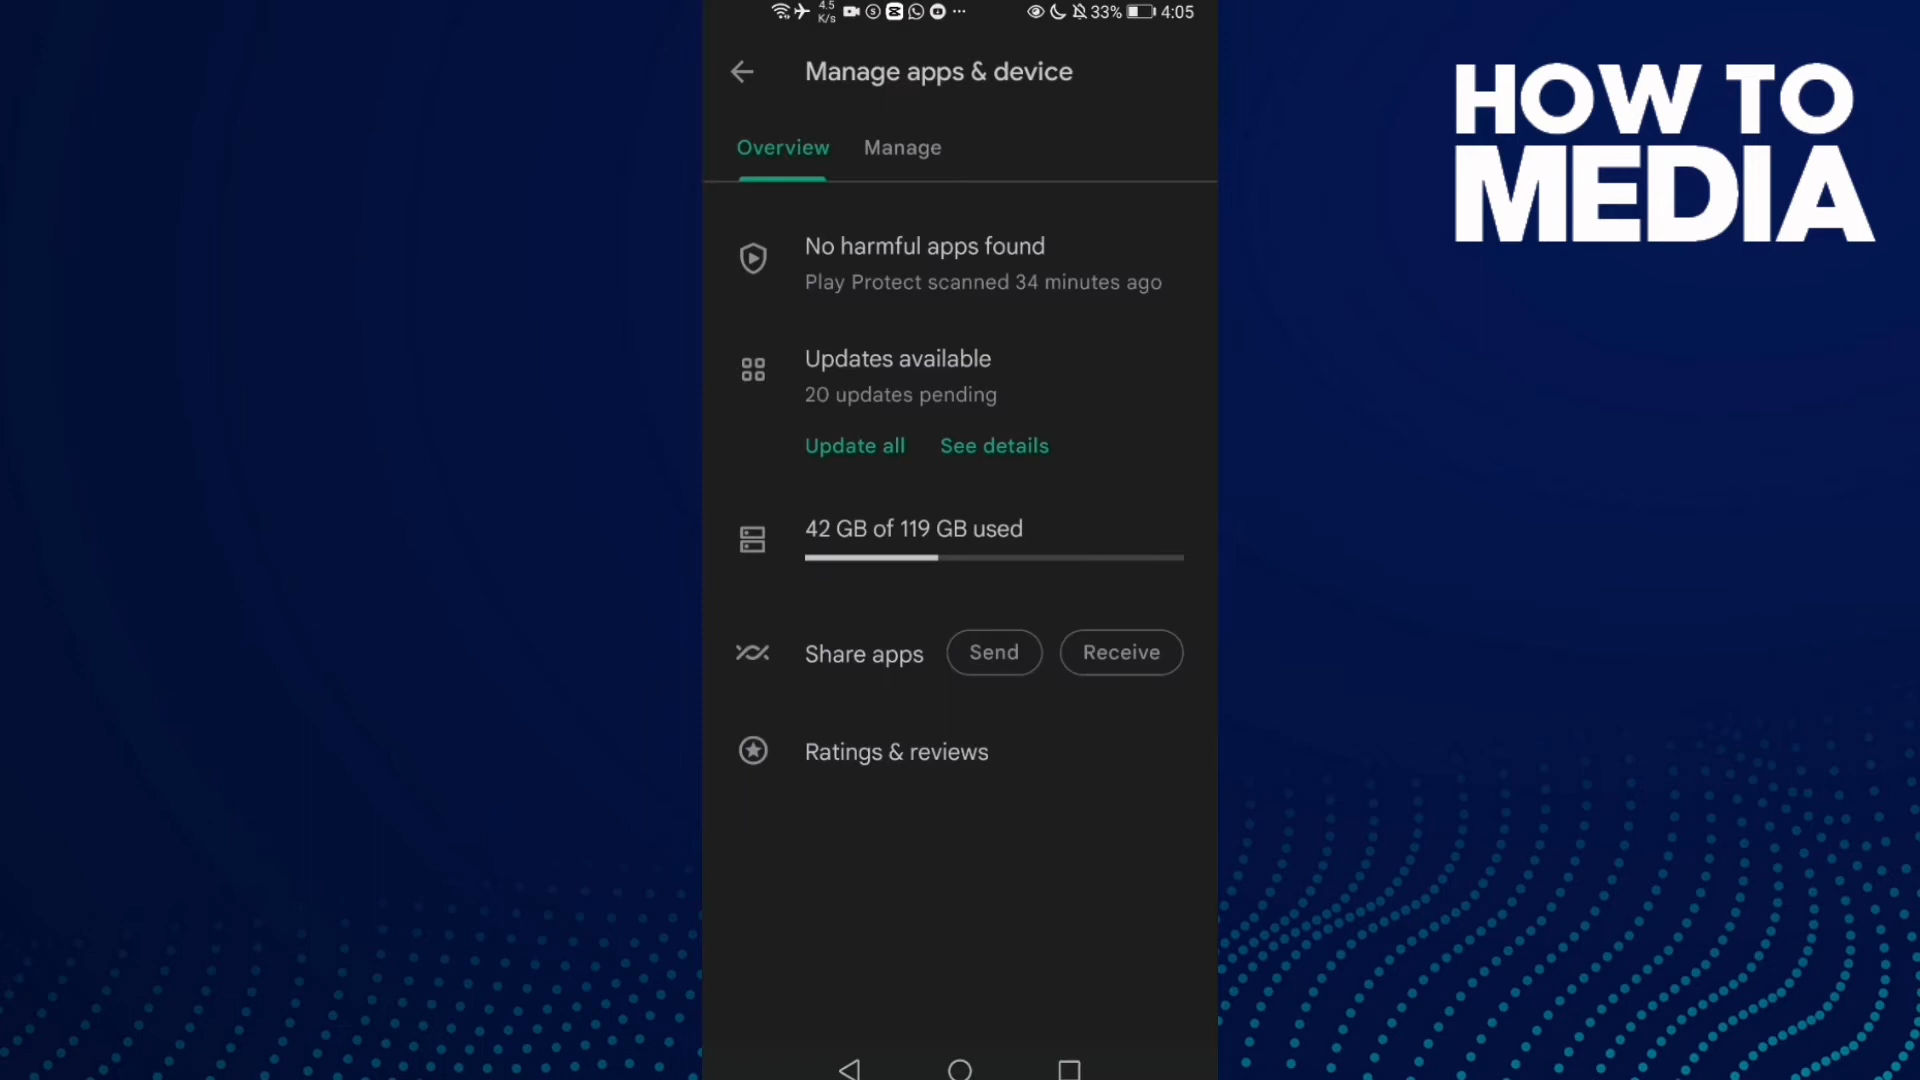 4.5
K/s
33%
4:05
Manage apps & device
Overview
Manage
No harmful apps found
Play Protect scanned 34 minutes ago
Updates available
20 updates pending
Update all
See details
42 GB of 119 GB used
Share apps
Send
Receive
Ratings & reviews
HOW TO
MEDIA